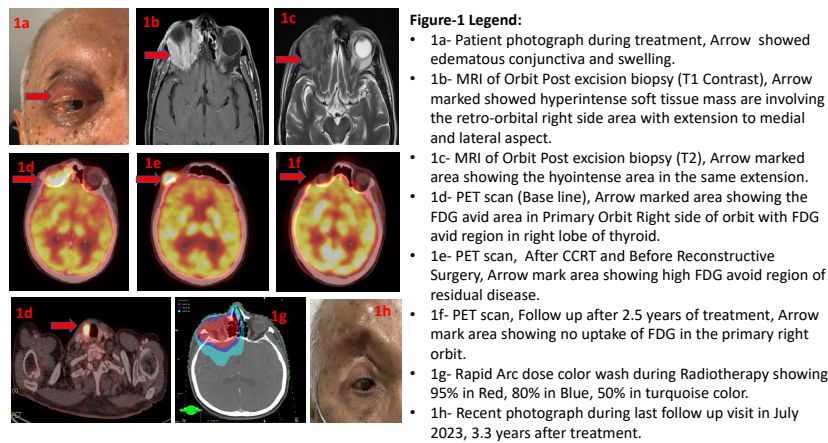 1a
1b
1c
Figure-1 Legend:
• 1a- Patient photograph during treatment, Arrow showed
edematous conjunctiva and swelling.
• 1b- MRI of Orbit Post excision biopsy (T1 Contrast), Arrow
marked showed hyperintense soft tissue mass are involving
the retro-orbital right side area with extension to medial
and lateral aspect.
• 1c- MRI of Orbit Post excision biopsy (T2), Arrow marked
area showing the hyointense area in the same extension.
• 1d- PET scan (Base line), Arrow marked area showing the
FDG avid area in Primary Orbit Right side of orbit with FDG
avid region in right lobe of thyroid.
• 1e- PET scan, After CCRT and Before Reconstructive
Surgery, Arrow mark area showing high FDG avoid region of
residual disease.
• 1f- PET scan, Follow up after 2.5 years of treatment, Arrow
mark area showing no uptake of FDG in the primary right
orbit.
• 1g- Rapid Arc dose color wash during Radiotherapy showing
95% in Red, 80% in Blue, 50% in turquoise color.
• 1h- Recent photograph during last follow up visit in July
2023, 3.3 years after treatment.
1d
1e
1f
1d
1g
1h
PET